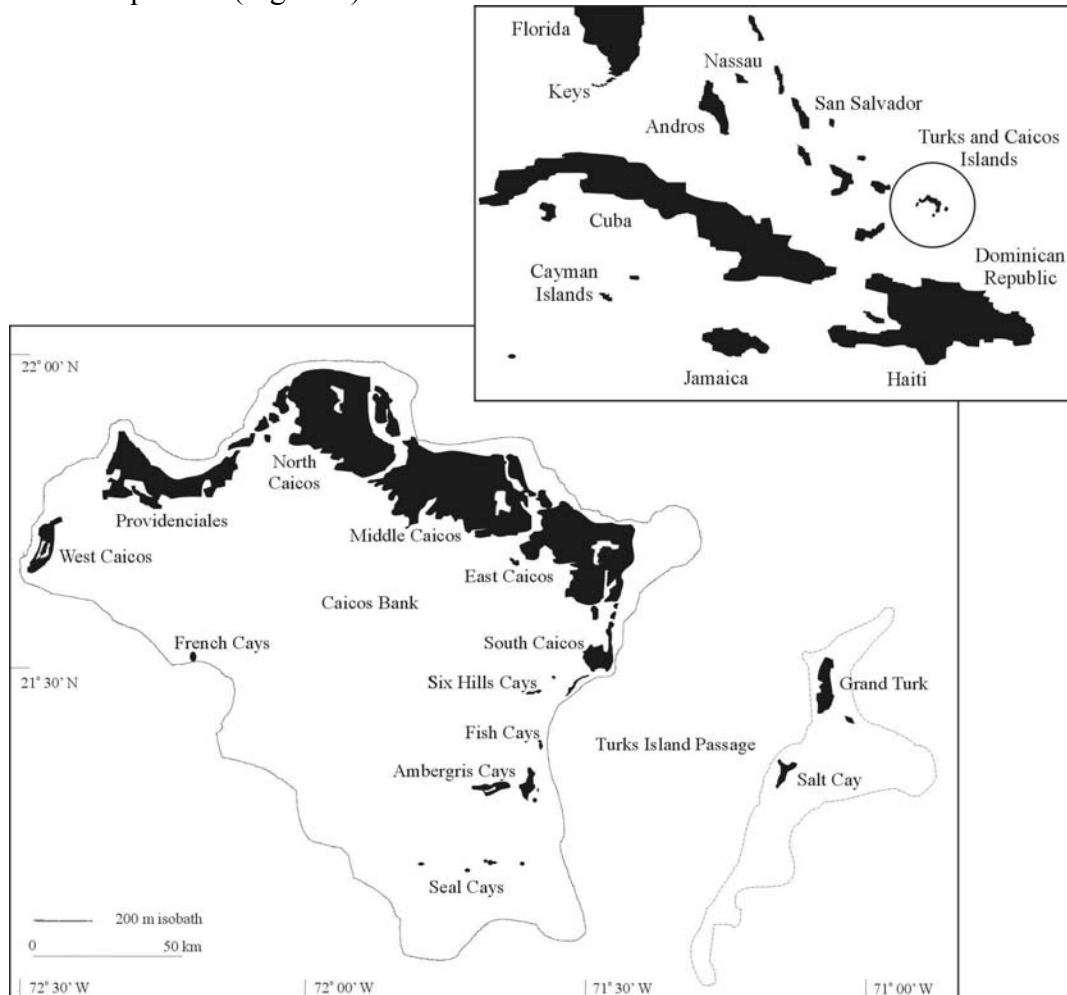 Florida
Keys
Nassau
Andros
San Salvador
Turks and Caicos
Islands
Cuba
Cayman
Islands
Dominican
Republic
Jamaica
Haiti
22° 00' N
North
Caicos
Providenciales
Middle Caicos
West Caicos
East Caicos
Caicos Bank
French Cays
South Caicos
21° 30' N
Six Hills Cays
Grand Turk
Fish Cays
Turks Island Passage
Ambergris Cays
Salt Cay
Seal Cays
200 m isobath
0 50 km
72° 30' W 72° 00' W 71° 30' W 71° 00' W